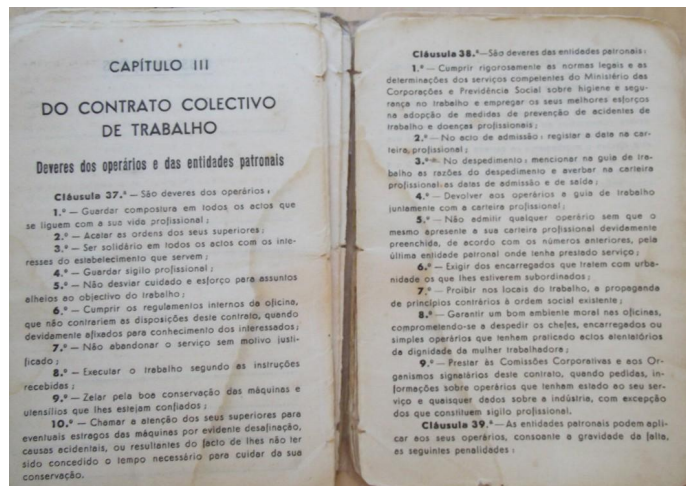 CAPÍTULO III
DO CONTRATO COLECTIVO
DE TRABALHO
Deveres dos operários e das entidades patronais
Cláusula 37.ª — São deveres dos operários:
1.º — Guardar compostura em todos os actos que
se liguem com a sua vida profissional;
2.º — Acatar as ordens dos seus superiores;
3.º — Ser solidário em todos os actos com os inte-
resses do estabelecimento que servem;
4.º — Guardar sigilo profissional;
5.º — Não desviar cuidado e esforço para assuntos
alheios ao objectivo do trabalho;
6.º — Cumprir os regulamentos internos da oficina,
que não contrariem as disposições deste contrato, quando
devidamente afixados para conhecimento dos interessados;
7.º — Não abandonar o serviço sem motivo justi-
ficado;
8.º — Executar o trabalho segundo as instruções
recebidas;
9.º — Zelar pela boa conservação das máquinas e
utensílios que lhes estejam confiados;
10.º — Chamar a atenção dos seus superiores para
eventuais estragos das máquinas por evidente desafinação,
causas acidentais, ou resultantes do facto de lhes não ter
sido concedido o tempo necessário para cuidar da sua
conservação.
Cláusula 38.ª — São deveres das entidades patronais:
1.º — Cumprir rigorosamente as normas legais e as
determinações dos serviços competentes do Ministério das
Corporações e Previdência Social sobre higiene e segu-
rança no trabalho e empregar os seus melhores esforços
na adopção de medidas de prevenção de acidentes de
trabalho e doenças profissionais;
2.º — No acto de admissão, registar a data na car-
teira profissional;
3.º — No despedimento, mencionar na guia de tra-
balho as razões do despedimento e averbar na carteira
profissional as datas de admissão e de saída;
4.º — Devolver aos operários a guia de trabalho
juntamente com a carteira profissional;
5.º — Não admitir qualquer operário sem que o
mesmo apresente a sua carteira profissional devidamente
preenchida, de acordo com os números anteriores, pela
última entidade patronal onde tenha prestado serviço;
6.º — Exigir dos encarregados que tratem com urba-
nidade os que lhes estiverem subordinados;
7.º — Proibir nos locais do trabalho, a propaganda
de princípios contrários à ordem social existente;
8.º — Garantir um bom ambiente moral nas oficinas,
comprometendo-se a despedir os chefes, encarregados ou
simples operários que tenham praticado actos atentatórios
da dignidade da mulher trabalhadora;
9.º — Prestar às Comissões Corporativas e aos Or-
ganismos signatários deste contrato, quando pedidas, in-
formações sobre operários que tenham estado ao seu ser-
viço e quaisquer dados sobre a indústria, com excepção
dos que constituem sigilo profissional.
Cláusula 39.ª — As entidades patronais podem apli-
car aos seus operários, consoante a gravidade da falta,
as seguintes penalidades: